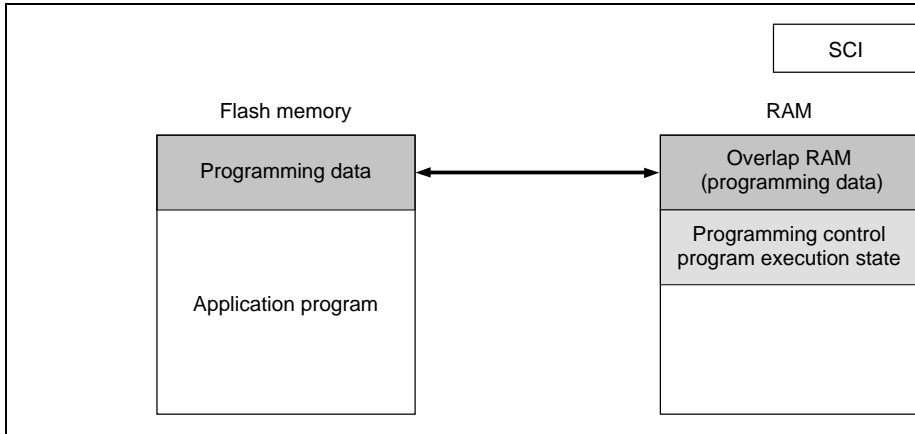 SCI
Flash memory
RAM
Programming data
Overlap RAM
(programming data)
Programming control
program execution state
Application program